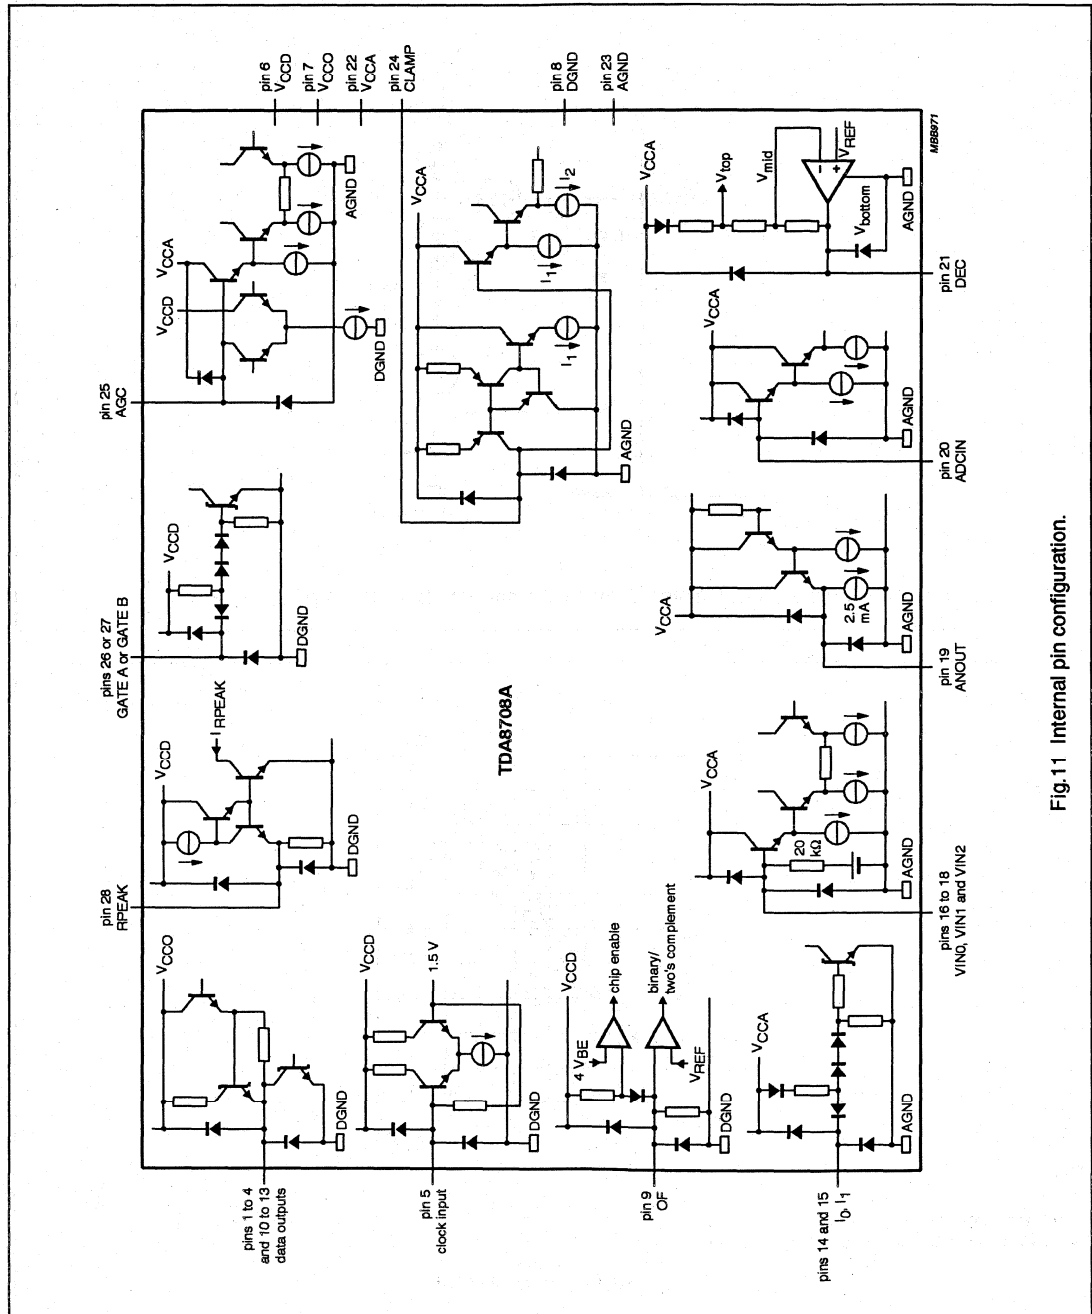 pins 1 to 4
and 10 to 13
data outputs
VCCO
DGND
pin 28
RPEAK
VCCD
IRPEAK
DGND
pins 26 or 27
GATE A or GATE B
VCCD
DGND
pin 25
AGC
VCCD
VCCA
DGND
AGND
pin 6
VCCD
pin 7
VCCO
pin 22
VCCA
pin 24
CLAMP
pin 5
clock input
VCCD
1.5 V
DGND
TDA8708A
VCCA
I1
I1
I2
AGND
pin 8
DGND
pin 23
AGND
pin 9
OF
VCCD
4 VBE
chip enable
binary/
two's complement
VREF
DGND
pins 14 and 15
I0, I1
VCCA
AGND
VCCA
20
kΩ
AGND
pins 16 to 18
VIN0, VIN1 and VIN2
VCCA
2.5
mA
AGND
pin 19
ANOUT
VCCA
AGND
pin 20
ADCIN
VCCA
Vtop
Vmid
VREF
Vbottom
AGND
pin 21
DEC
MBB971
Fig.11 Internal pin configuration.